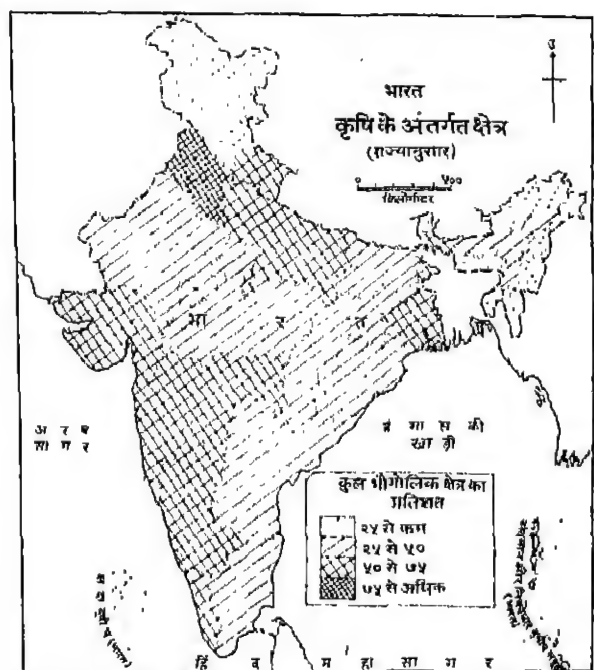 उ
भारत
कृषि के अंतर्गत क्षेत्र
(राज्यानुसार)
० ५००
किलोमीटर
भा र त
अ र ब
सा ग र
बंगाल की
खाड़ी
कुल भौगोलिक क्षेत्र का
प्रतिशत
२५ से कम
२५ से ५०
५० से ७५
७५ से अधिक
हिं द म हा सा ग र